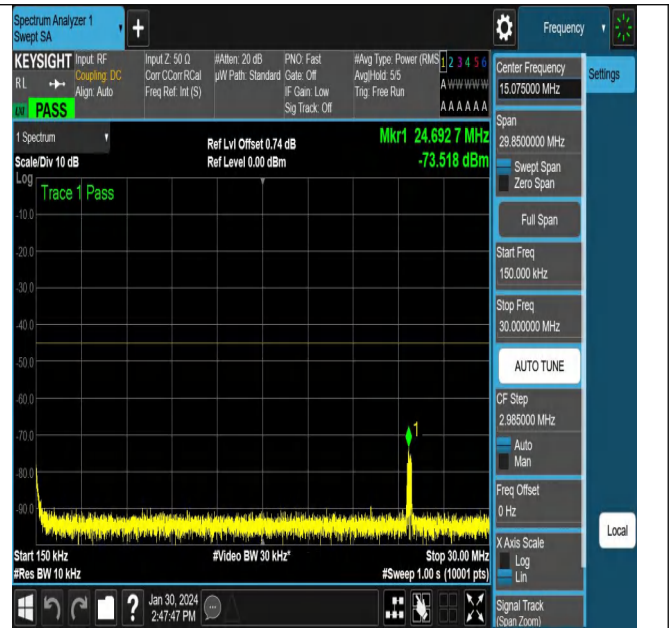 Spectrum Analyzer 1
Swept SA
+
Frequency
KEYSIGHT
RL
Align: Auto
PASS
Input: RF
Coupling: DC
Align: Auto
Input Z: 50 Ω
Corr CCorr RCal
Freq Ref: Int (S)
#Atten: 20 dB
µW Path: Standard
PNO: Fast
Gate: Off
IF Gain: Low
Sig Track: Off
#Avg Type: Power (RMS
Avg|Hold: 5/5
Trig: Free Run
1 2 3 4 5 6
A W W W W W
A A A A A A
1 Spectrum
Scale/Div 10 dB
Log
Ref Lvl Offset 0.74 dB
Ref Level 0.00 dBm
Mkr1 24.692 7 MHz
-73.518 dBm
Trace 1 Pass
-10.0
-20.0
-30.0
-40.0
-50.0
-60.0
-70.0
-80.0
-90.0
1
Start 150 kHz
#Res BW 10 kHz
#Video BW 30 kHz*
Stop 30.00 MHz
#Sweep 1.00 s (10001 pts)
Jan 30, 2024
2:47:47 PM
?
Center Frequency
15.075000 MHz
Settings
Span
29.8500000 MHz
Swept Span
Zero Span
Full Span
Start Freq
150.000 kHz
Stop Freq
30.000000 MHz
AUTO TUNE
CF Step
2.985000 MHz
Auto
Man
Freq Offset
0 Hz
X Axis Scale
Log
Lin
Local
Signal Track
(Span Zoom)